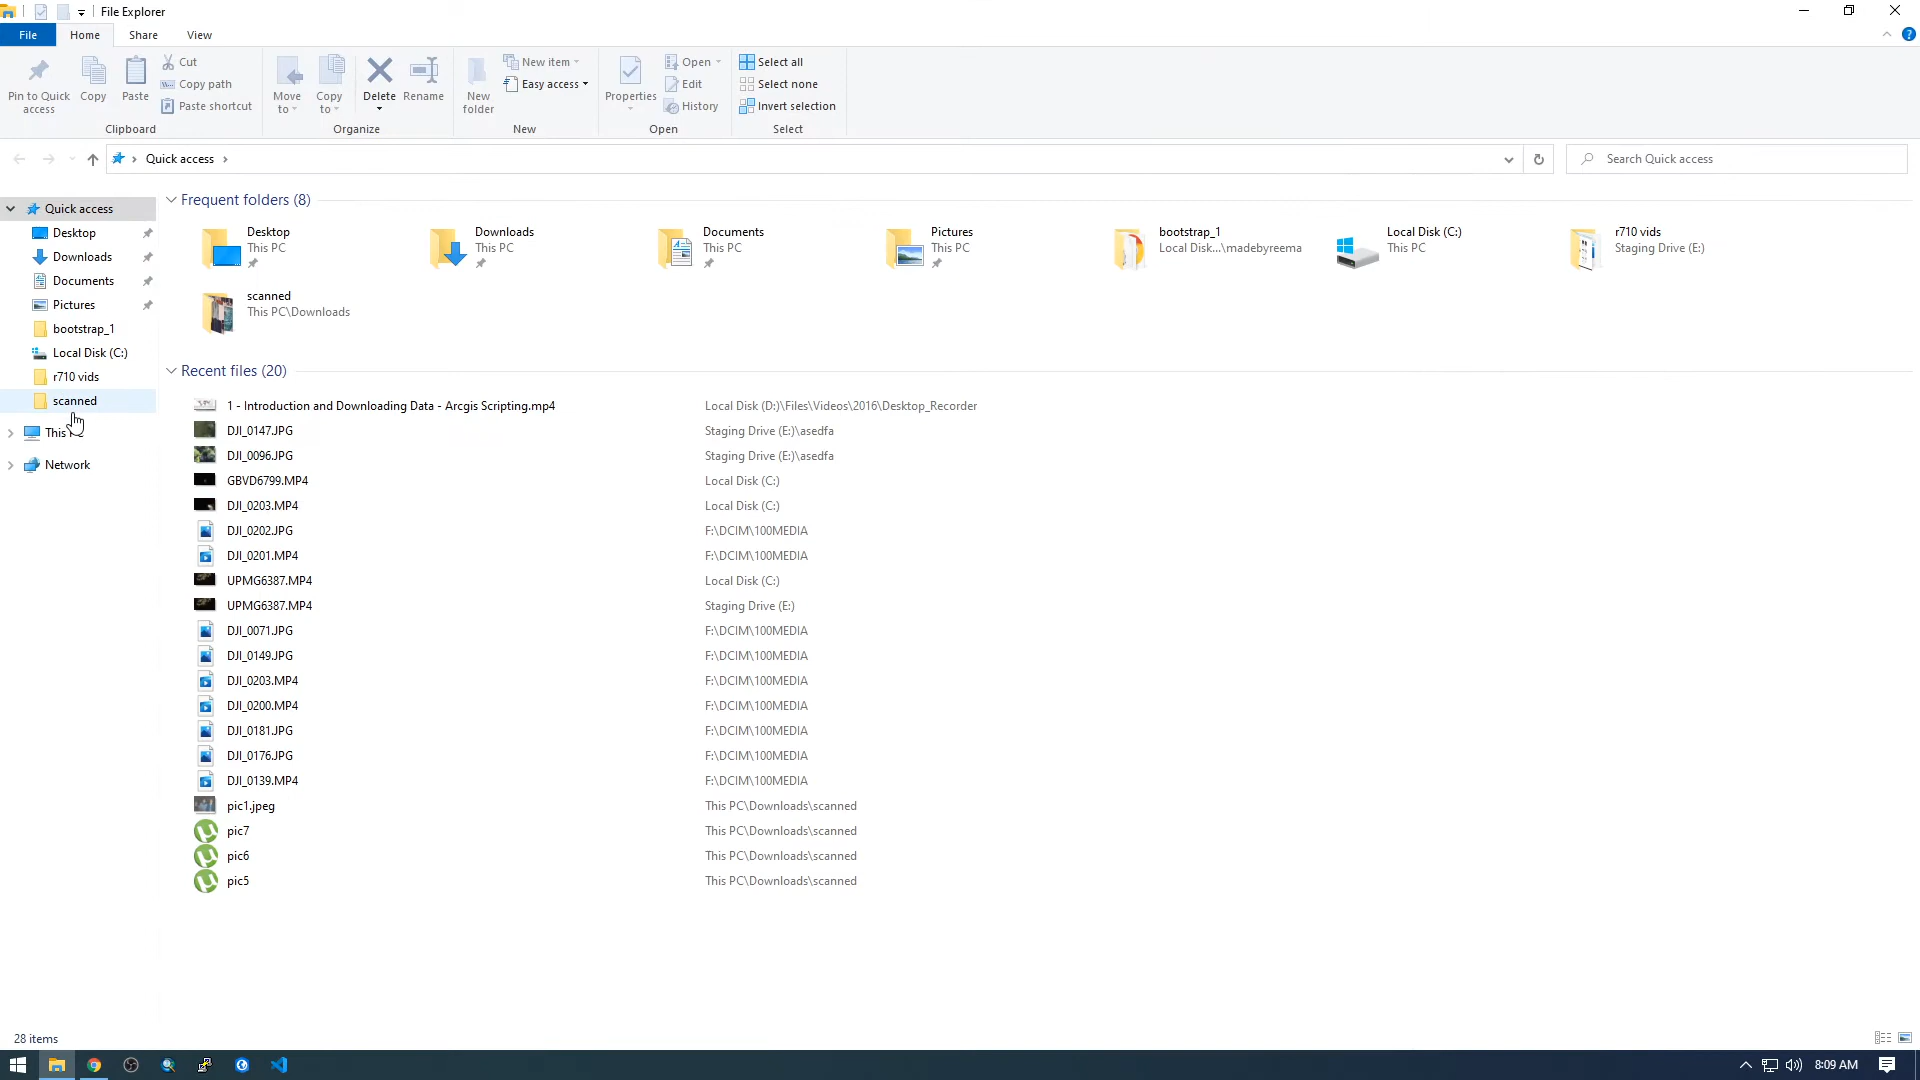 File Explorer
File Home Share View
Pin to Quick access
Copy
Paste
Cut
Copy path
Paste shortcut
Clipboard
Move to
Copy to
Delete
Rename
Organize
New folder
New item
Easy access
New
Properties
Open
Edit
History
Open
Select all
Select none
Invert selection
Select
Quick access
Search Quick access
Quick access
Desktop
Downloads
Documents
Pictures
bootstrap_1
Local Disk (C:)
r710 vids
scanned
This
Network
Frequent folders (8)
Desktop
This PC
Downloads
This PC
Documents
This PC
Pictures
This PC
bootstrap_1
Local Disk...\madebyreema
Local Disk (C:)
This PC
r710 vids
Staging Drive (E:)
scanned
This PC\Downloads
Recent files (20)
1 - Introduction and Downloading Data - Arcgis Scripting.mp4 Local Disk (D:)\Files\Videos\2016\Desktop_Recorder
DJI_0147.JPG Staging Drive (E:)\asedfa
DJI_0096.JPG Staging Drive (E:)\asedfa
GBVD6799.MP4 Local Disk (C:)
DJI_0203.MP4 Local Disk (C:)
DJI_0202.JPG F:\DCIM\100MEDIA
DJI_0201.MP4 F:\DCIM\100MEDIA
UPMG6387.MP4 Local Disk (C:)
UPMG6387.MP4 Staging Drive (E:)
DJI_0071.JPG F:\DCIM\100MEDIA
DJI_0149.JPG F:\DCIM\100MEDIA
DJI_0203.MP4 F:\DCIM\100MEDIA
DJI_0200.MP4 F:\DCIM\100MEDIA
DJI_0181.JPG F:\DCIM\100MEDIA
DJI_0176.JPG F:\DCIM\100MEDIA
DJI_0139.MP4 F:\DCIM\100MEDIA
pic1.jpeg This PC\Downloads\scanned
pic7 This PC\Downloads\scanned
pic6 This PC\Downloads\scanned
pic5 This PC\Downloads\scanned
28 items
8:09 AM